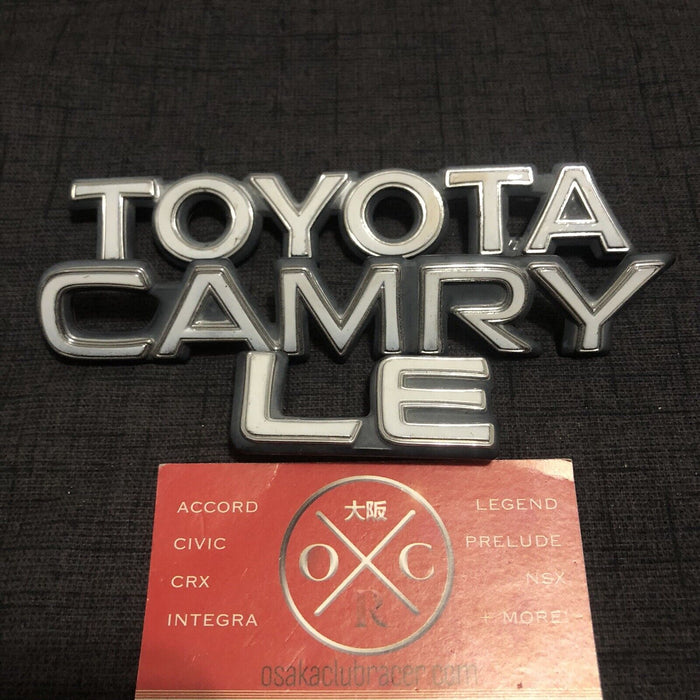 TOYOTA
CAMRY
LE
ACCORD
CIVIC
CRX
INTEGRA
大阪
O C
R
LEGEND
PRELUDE
NSX
+ MORE!
osakaclubracer.com